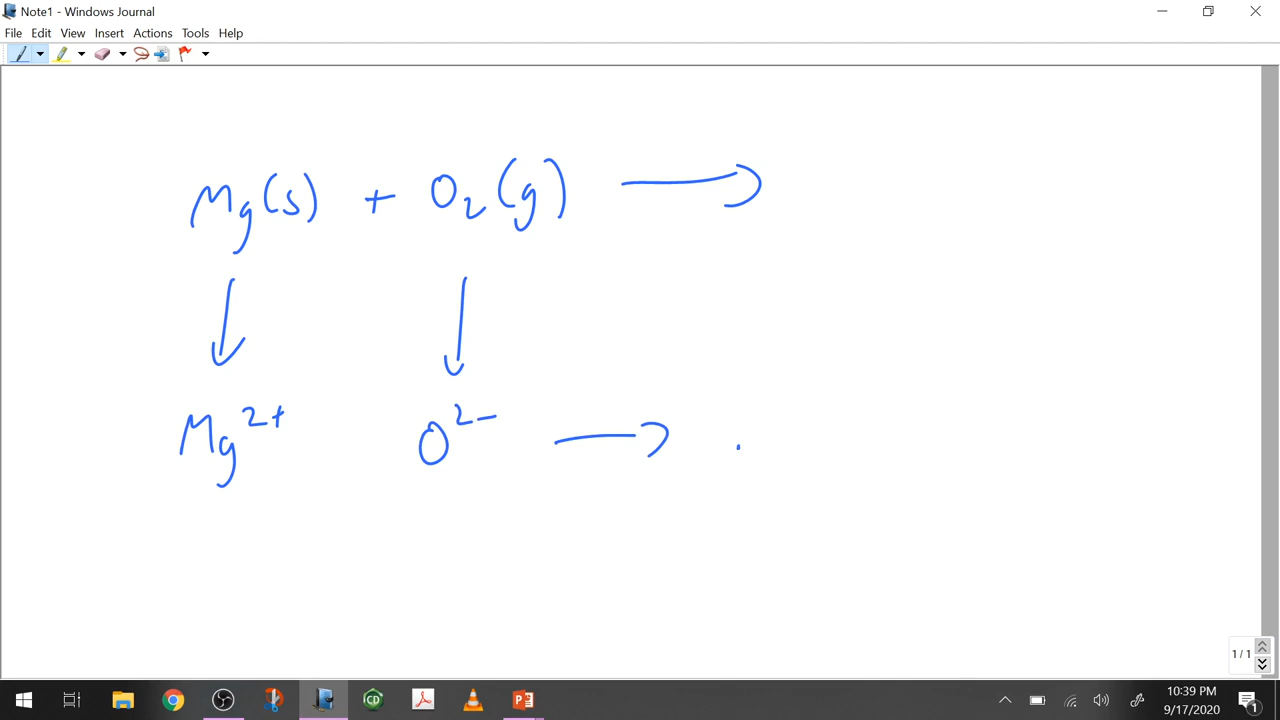 Note1 - Windows Journal
File Edit View Insert Actions Tools Help
Mg(s) + O₂(g) ⟶
Mg²⁺ O²⁻ ⟶
1 / 1
10:39 PM
9/17/2020
1